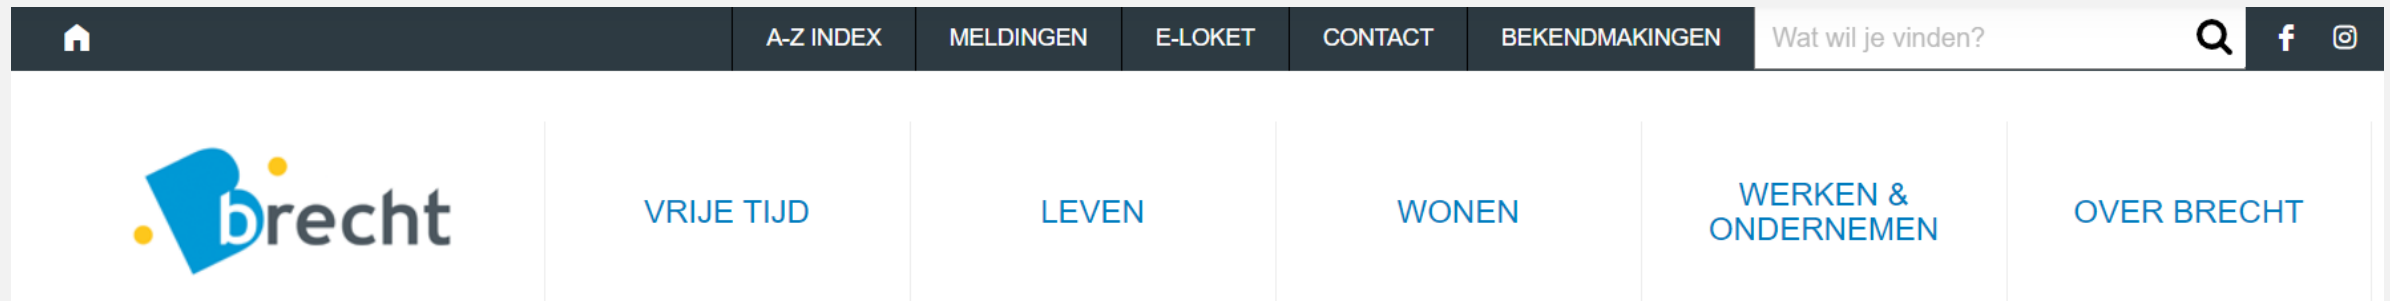 A-Z INDEX MELDINGEN E-LOKET CONTACT BEKENDMAKINGEN Wat wil je vinden?
brecht
VRIJE TIJD
LEVEN
WONEN
WERKEN &
ONDERNEMEN
OVER BRECHT